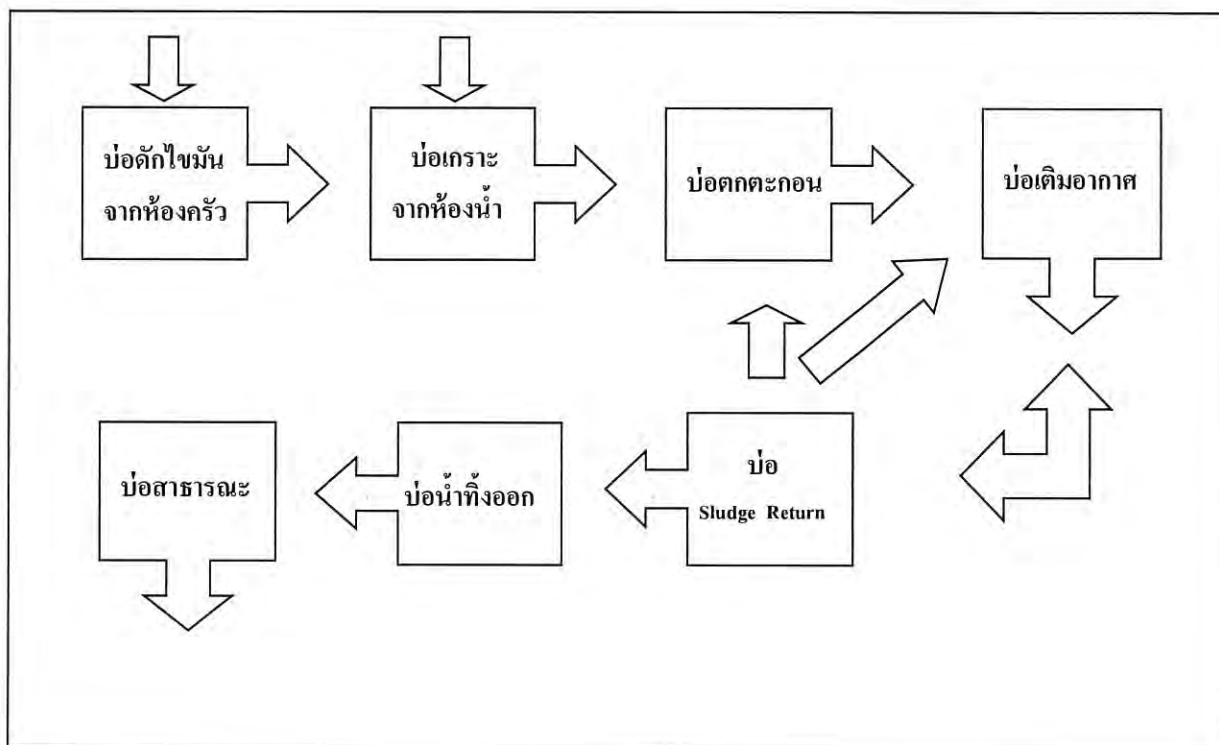 บ่อดักไขมัน
จากห้องครัว
บ่อเกราะ
จากห้องน้ำ
บ่อตกตะกอน
บ่อเติมอากาศ
บ่อสาธารณะ
บ่อน้ำทิ้งออก
บ่อ
Sludge Return